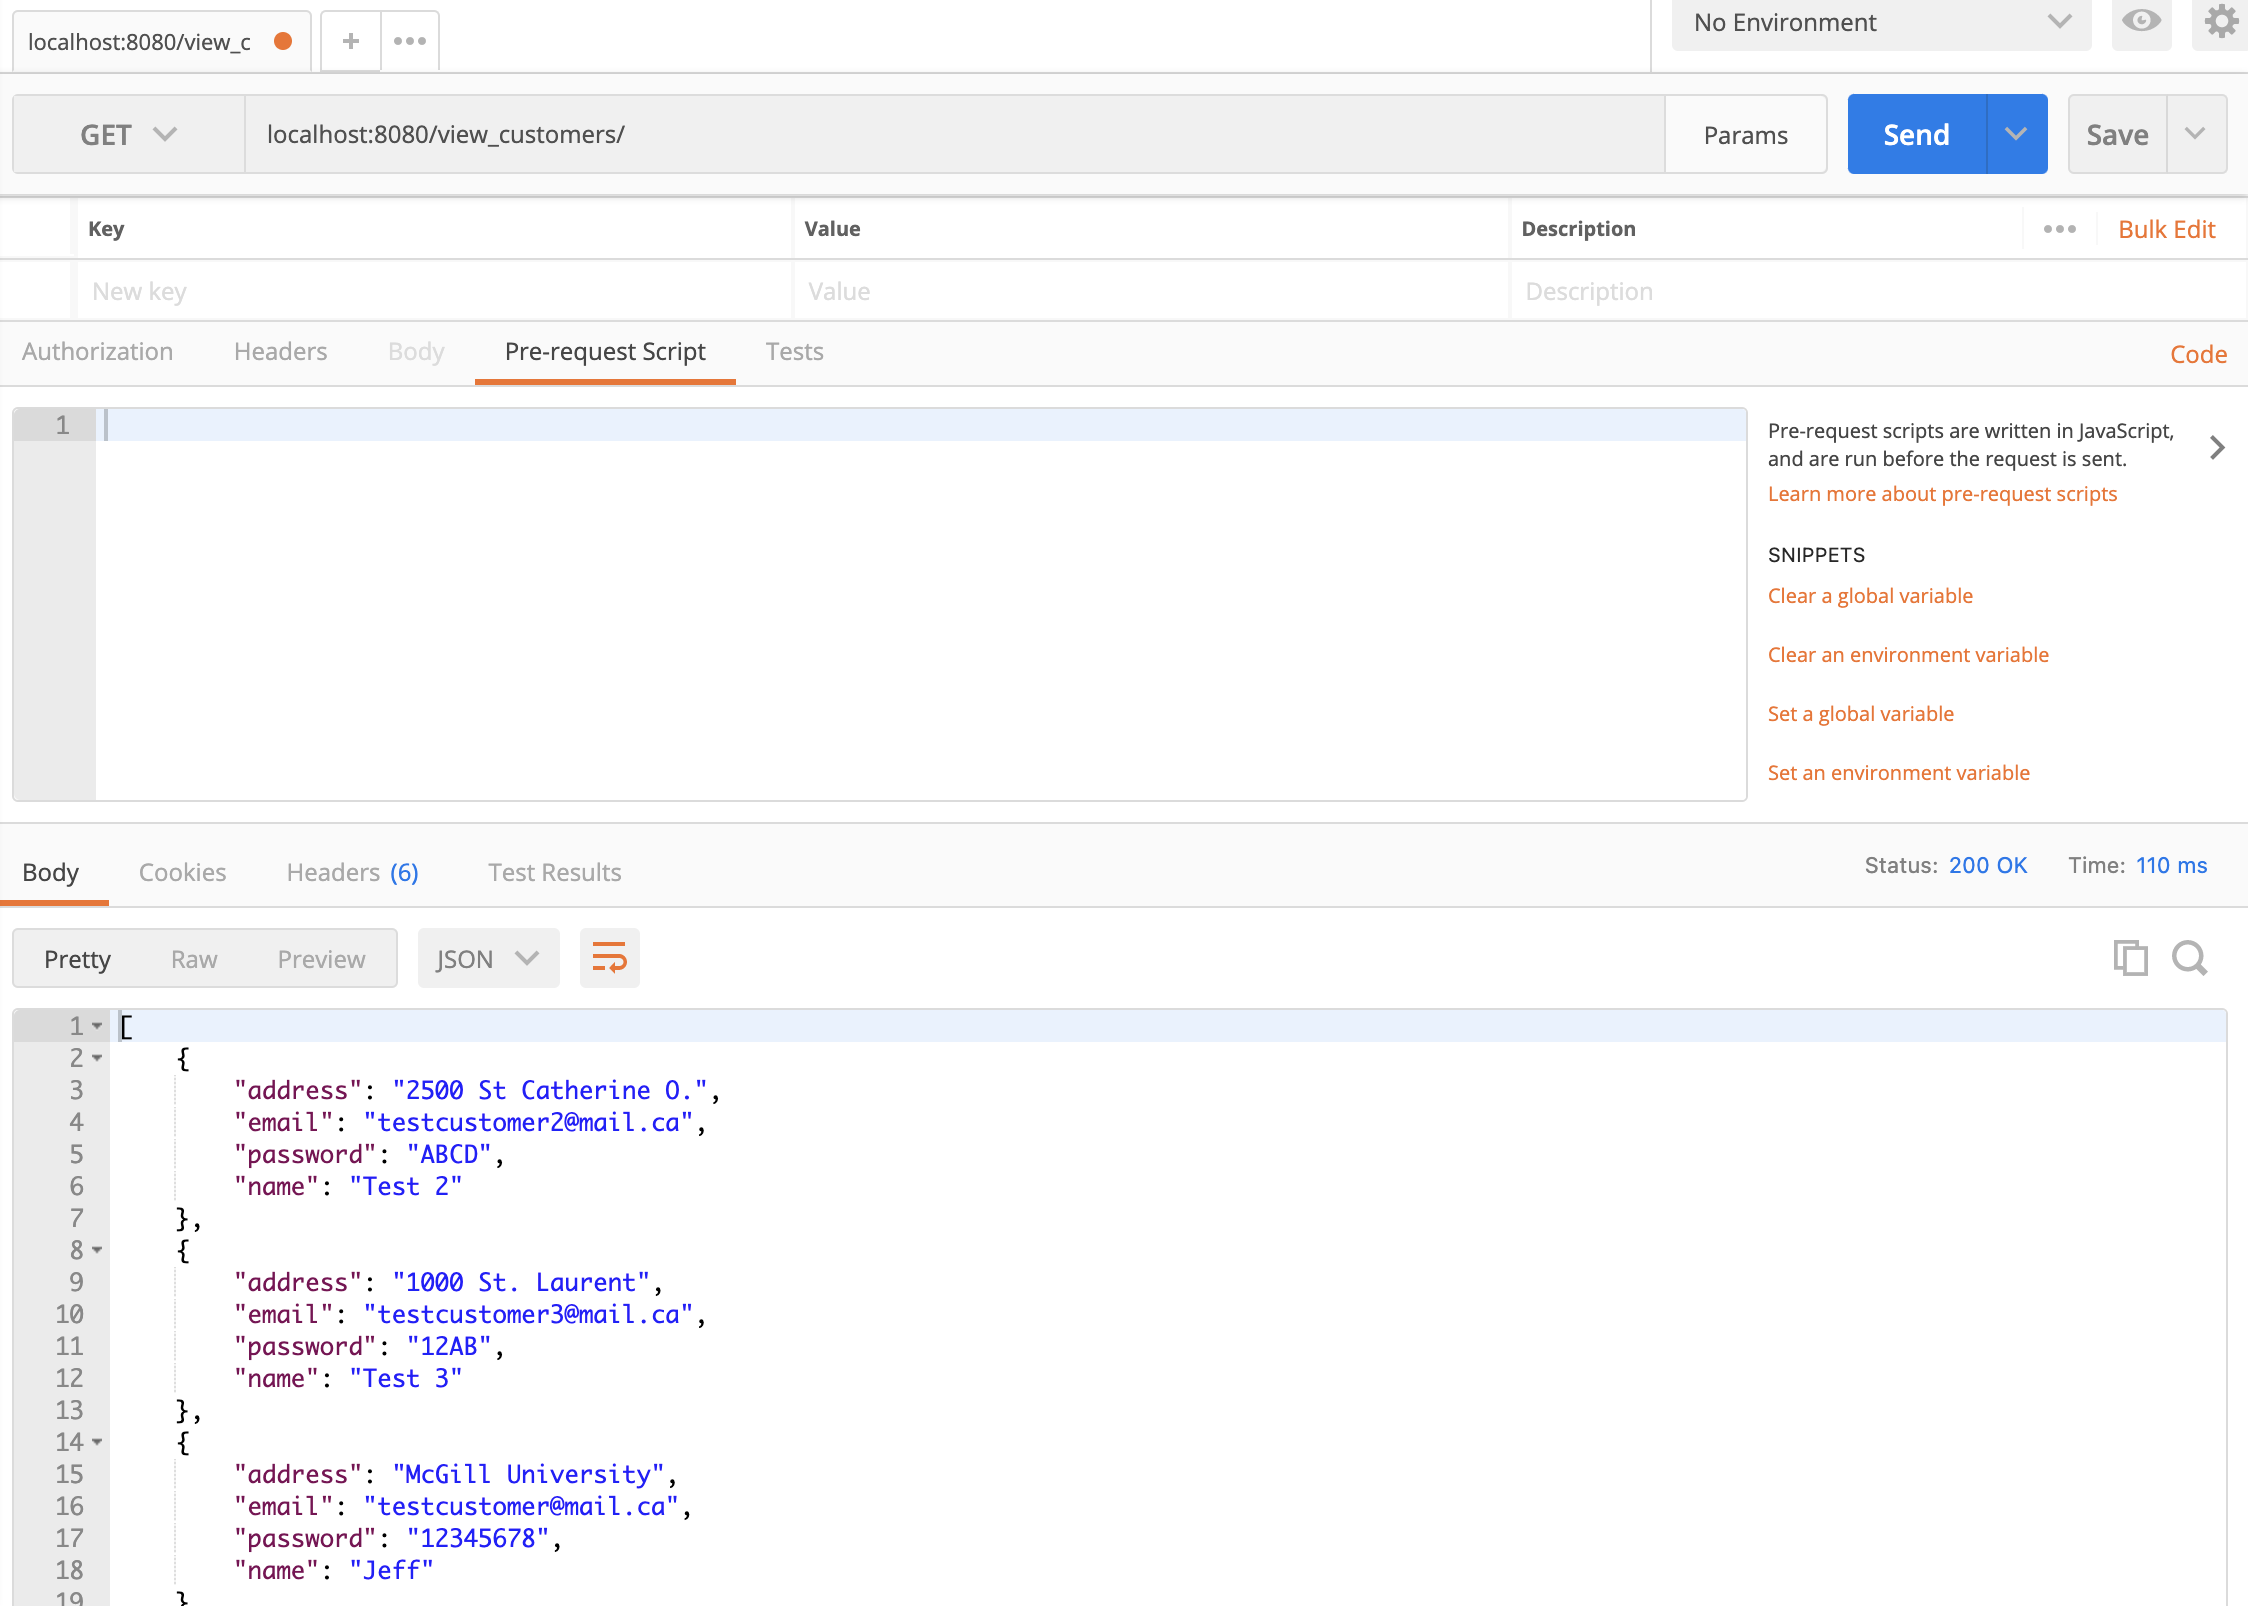 localhost:8080/view_c
+
No Environment
GET
localhost:8080/view_customers/
Params
Send
Save
Key Value Description Bulk Edit
New key Value Description
Authorization Headers Body Pre-request Script Tests Code
1
Pre-request scripts are written in JavaScript,
and are run before the request is sent.
Learn more about pre-request scripts
SNIPPETS
Clear a global variable
Clear an environment variable
Set a global variable
Set an environment variable
Body Cookies Headers (6) Test Results Status: 200 OK Time: 110 ms
Pretty Raw Preview JSON
1 [
2 {
3 "address": "2500 St Catherine O.",
4 "email": "testcustomer2@mail.ca",
5 "password": "ABCD",
6 "name": "Test 2"
7 },
8 {
9 "address": "1000 St. Laurent",
10 "email": "testcustomer3@mail.ca",
11 "password": "12AB",
12 "name": "Test 3"
13 },
14 {
15 "address": "McGill University",
16 "email": "testcustomer@mail.ca",
17 "password": "12345678",
18 "name": "Jeff"
19 }